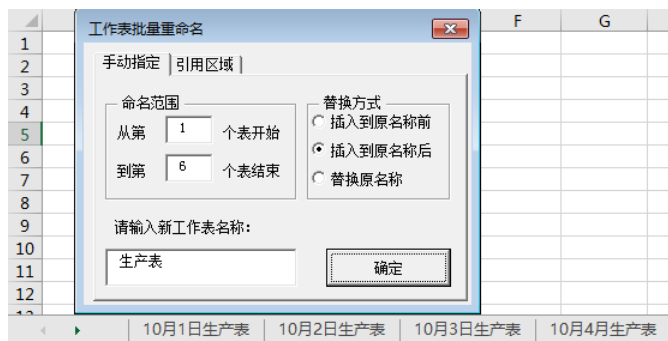 F G
1
2
3
4
5
6
7
8
9
10
11
12
工作表批量重命名
手动指定 引用区域
命名范围
从第 1 个表开始
到第 6 个表结束
替换方式
插入到原名称前
插入到原名称后
替换原名称
请输入新工作表名称:
生产表
确定
10月1日生产表 10月2日生产表 10月3日生产表 10月4月生产表